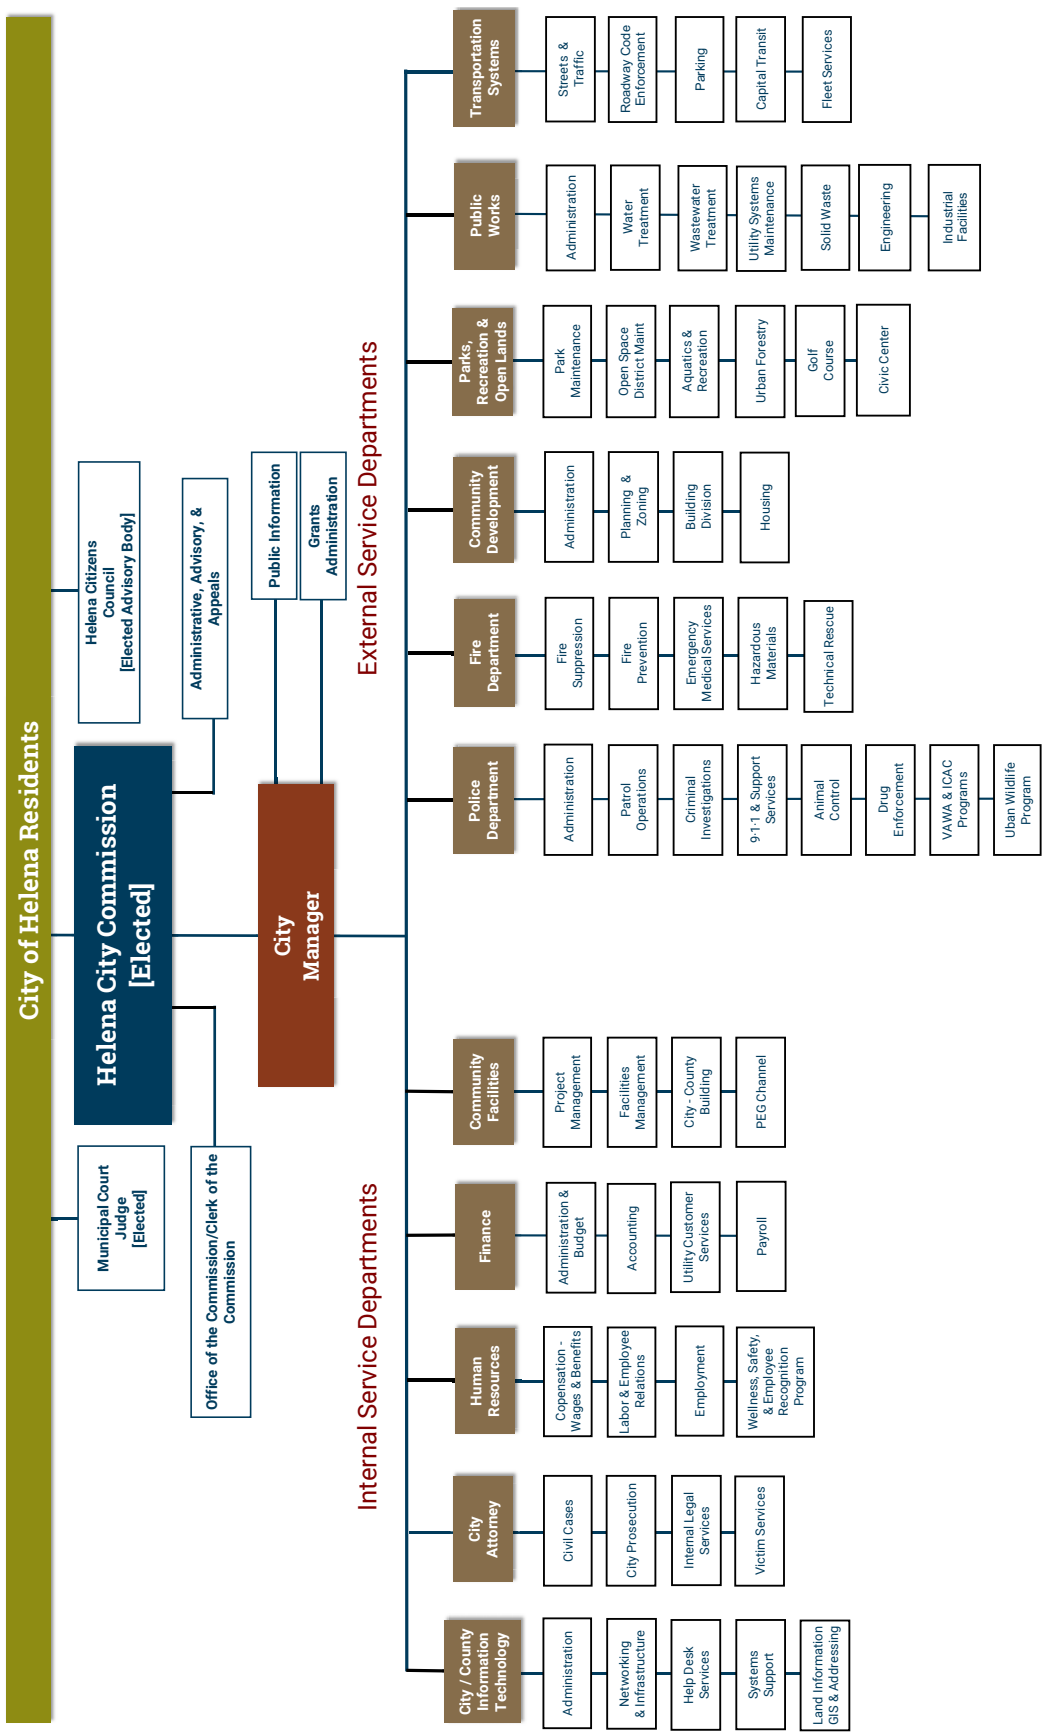 City of Helena Residents
Municipal Court
Judge
[Elected]
Helena City Commission
[Elected]
Helena Citizens
Council
[Elected Advisory Body]
Office of the Commission/Clerk of the
Commission
Administrative, Advisory, &
Appeals
City
Manager
Public Information
Grants
Administration
Internal Service Departments
External Service Departments
City / County
Information
Technology
Administration
Networking
& Infrastructure
Help Desk
Services
Systems
Support
Land Information
GIS & Addressing
City
Attorney
Civil Cases
City Prosecution
Internal Legal
Services
Victim Services
Human
Resources
Copensation -
Wages & Benefits
Labor & Employee
Relations
Employment
Wellness, Safety,
& Employee
Recognition
Program
Finance
Administration &
Budget
Accounting
Utility Customer
Services
Payroll
Community
Facilities
Project
Management
Facilities
Management
City - County
Building
PEG Channel
Police
Department
Administration
Patrol
Operations
Criminal
Investigations
9-1-1 & Support
Services
Animal
Control
Drug
Enforcement
VAWA & ICAC
Programs
Uban Wildlife
Program
Fire
Department
Fire
Suppression
Fire
Prevention
Emergency
Medical Services
Hazardous
Materials
Technical Rescue
Community
Development
Administration
Planning &
Zoning
Building
Division
Housing
Parks,
Recreation &
Open Lands
Park
Maintenance
Open Space
District Maint
Aquatics &
Recreation
Urban Forestry
Golf
Course
Civic Center
Public
Works
Administration
Water
Treatment
Wastewater
Treatment
Utility Systems
Maintenance
Solid Waste
Engineering
Industrial
Facilities
Transportation
Systems
Streets &
Traffic
Roadway Code
Enforcement
Parking
Capital Transit
Fleet Services